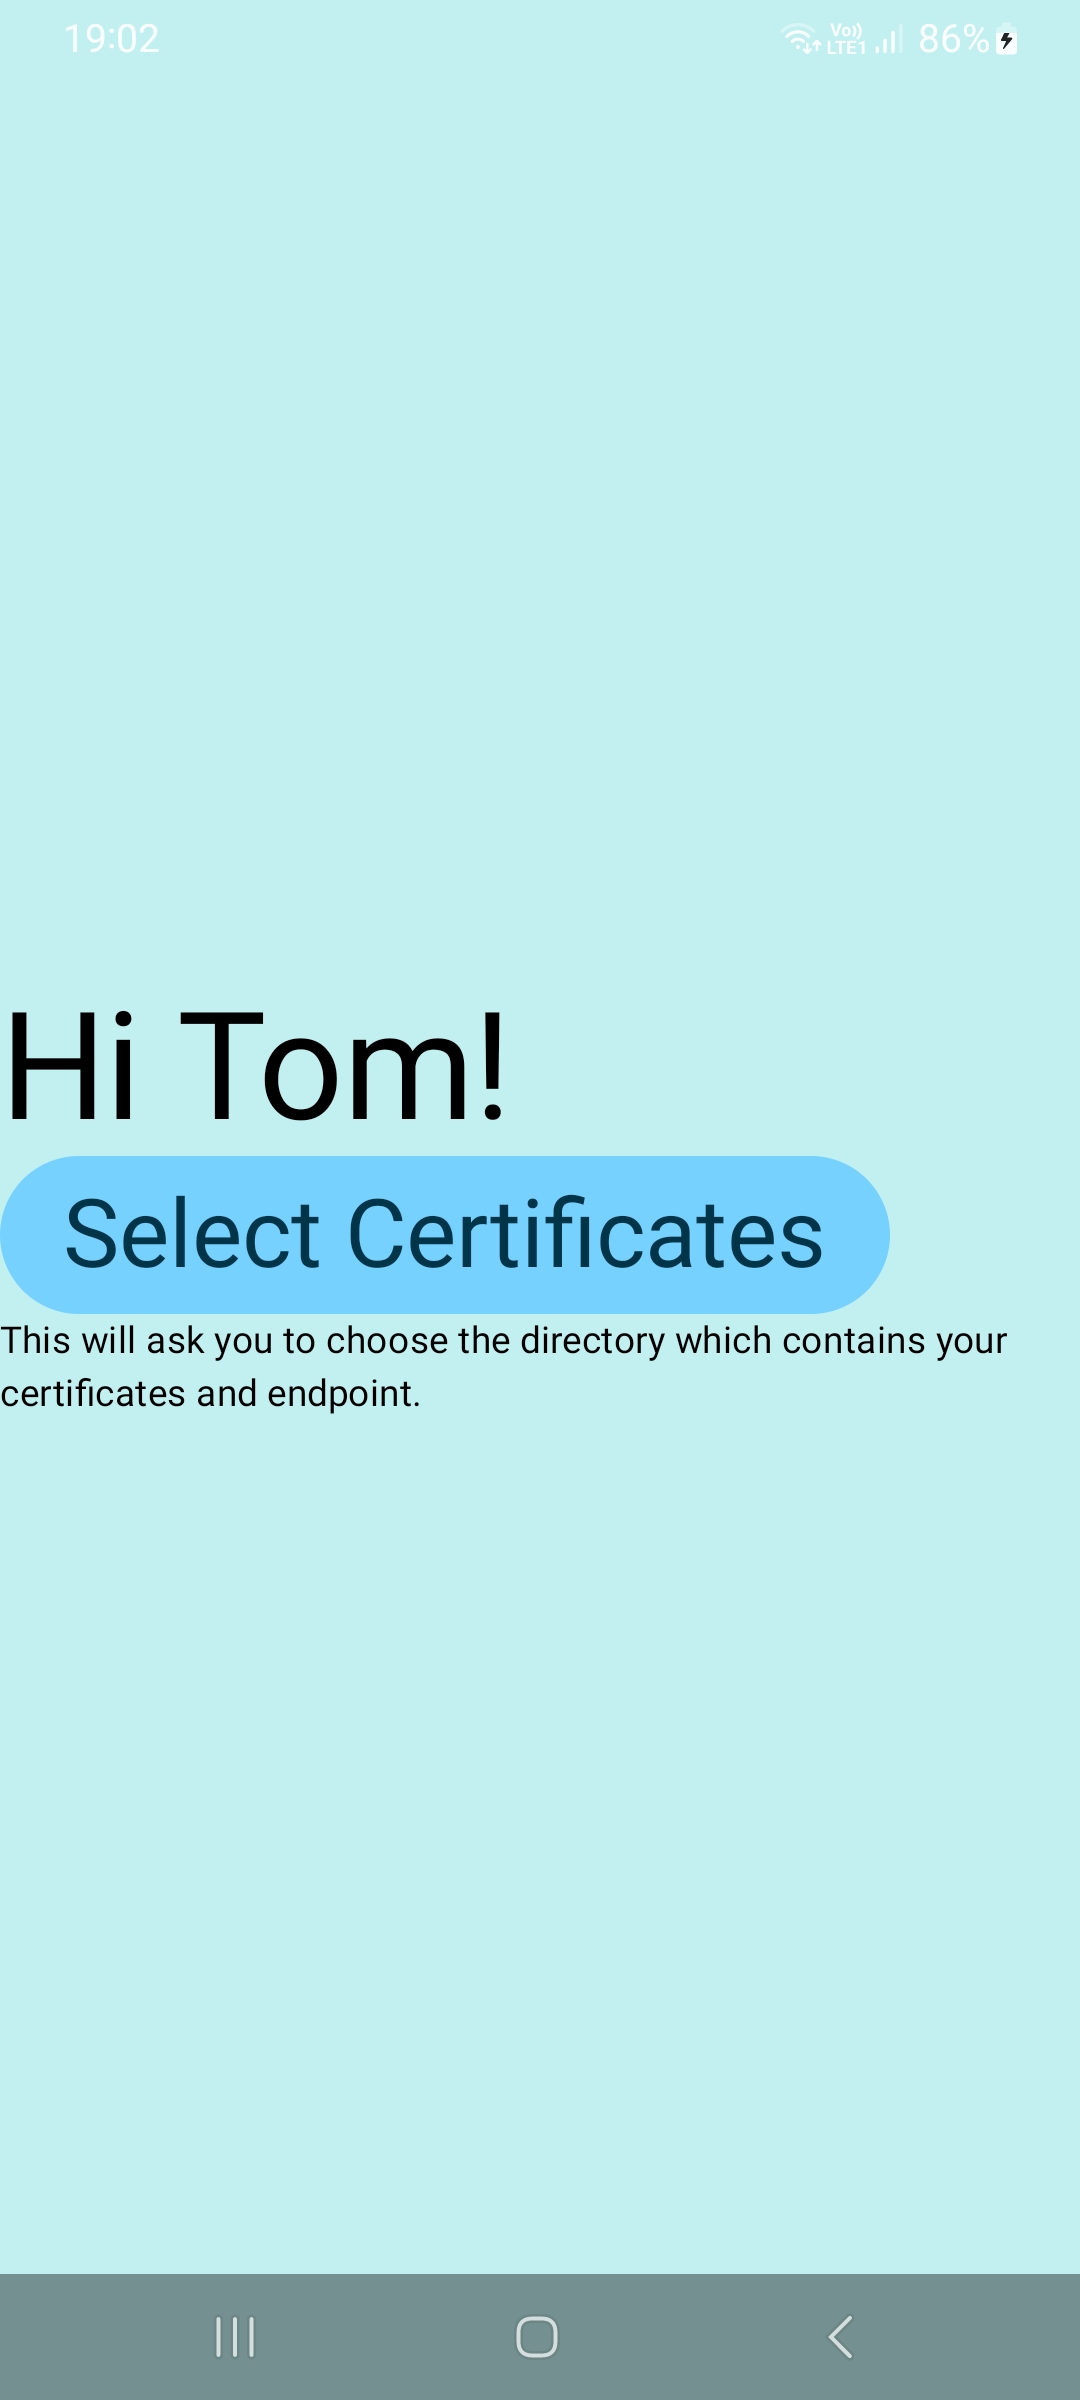 19:02 Vo)) LTE1 86%
Hi Tom!
Select Certificates
This will ask you to choose the directory which contains your
certificates and endpoint.